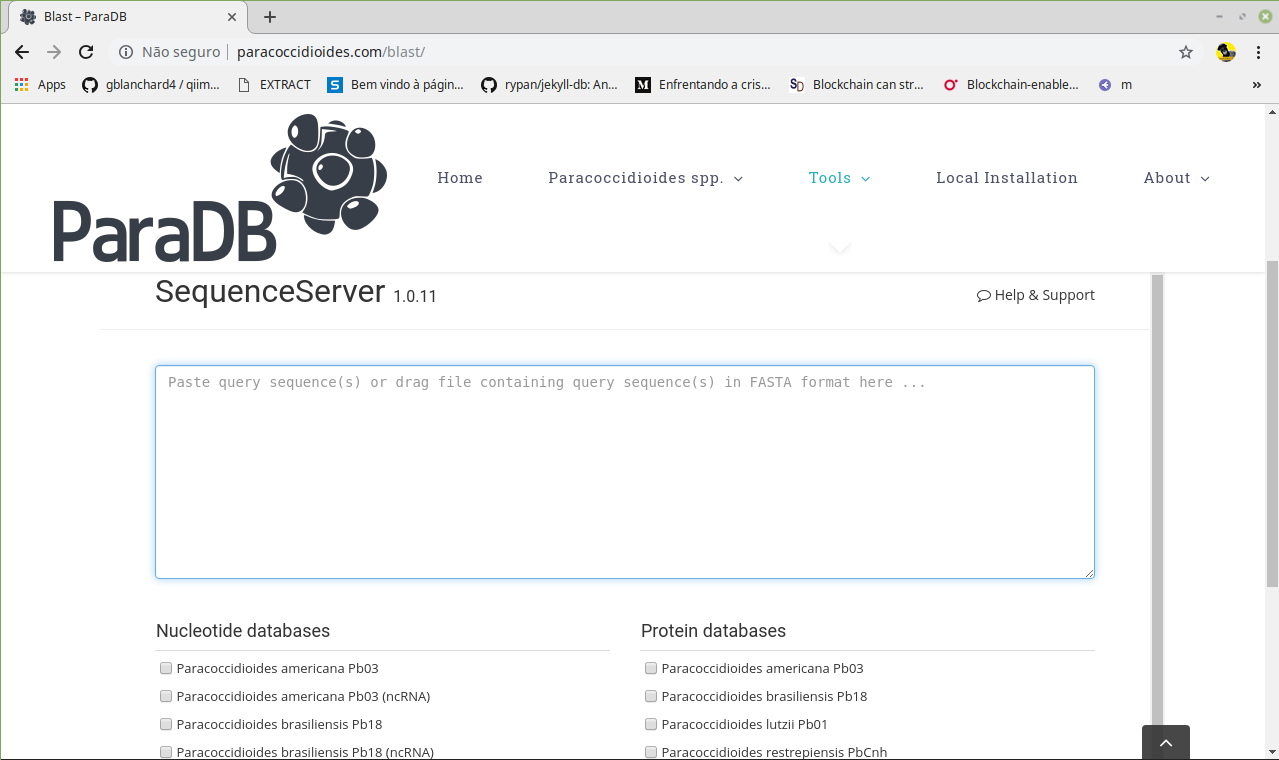 Blast – ParaDB
Não seguro paracoccidioides.com/blast/
Apps gblanchard4 / qiim... EXTRACT Bem vindo à págin... rypan/jekyll-db: An... Enfrentando a cris... Blockchain can str... Blockchain-enable... m »
ParaDB
Home Paracoccidioides spp. Tools Local Installation About
SequenceServer 1.0.11 Help & Support
Paste query sequence(s) or drag file containing query sequence(s) in FASTA format here ...
Nucleotide databases
Paracoccidioides americana Pb03
Paracoccidioides americana Pb03 (ncRNA)
Paracoccidioides brasiliensis Pb18
Paracoccidioides brasiliensis Pb18 (ncRNA)
Protein databases
Paracoccidioides americana Pb03
Paracoccidioides brasiliensis Pb18
Paracoccidioides lutzii Pb01
Paracoccidioides restrepiensis PbCnh